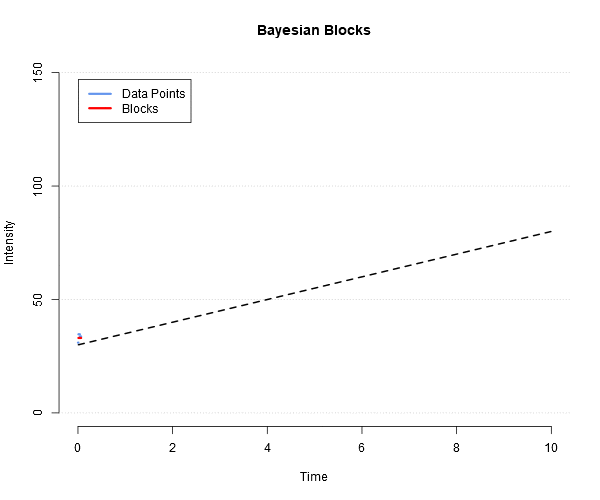 Bayesian Blocks
150
100
50
0
Intensity
Data Points
Blocks
0 2 4 6 8 10
Time